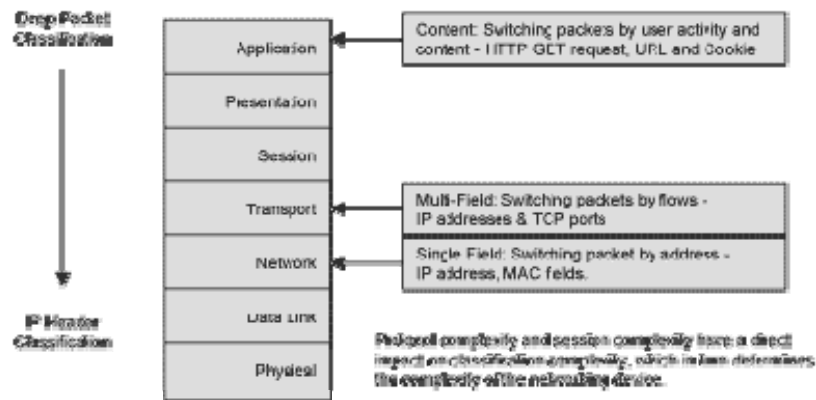 Deep Packet
Classification
Application
Presentation
Session
Transport
Network
Data Link
Physical
IP Header
Classification
Content: Switching packets by user activity and
content - HTTP GET request, URL and Cookie
Multi-Field: Switching packets by flows -
IP addresses & TCP ports
Single Field: Switching packet by address -
IP address, MAC felds.
Protocol complexity and session complexity have a direct
impact on classification complexity, which in turn determines
the complexity of the networking device.